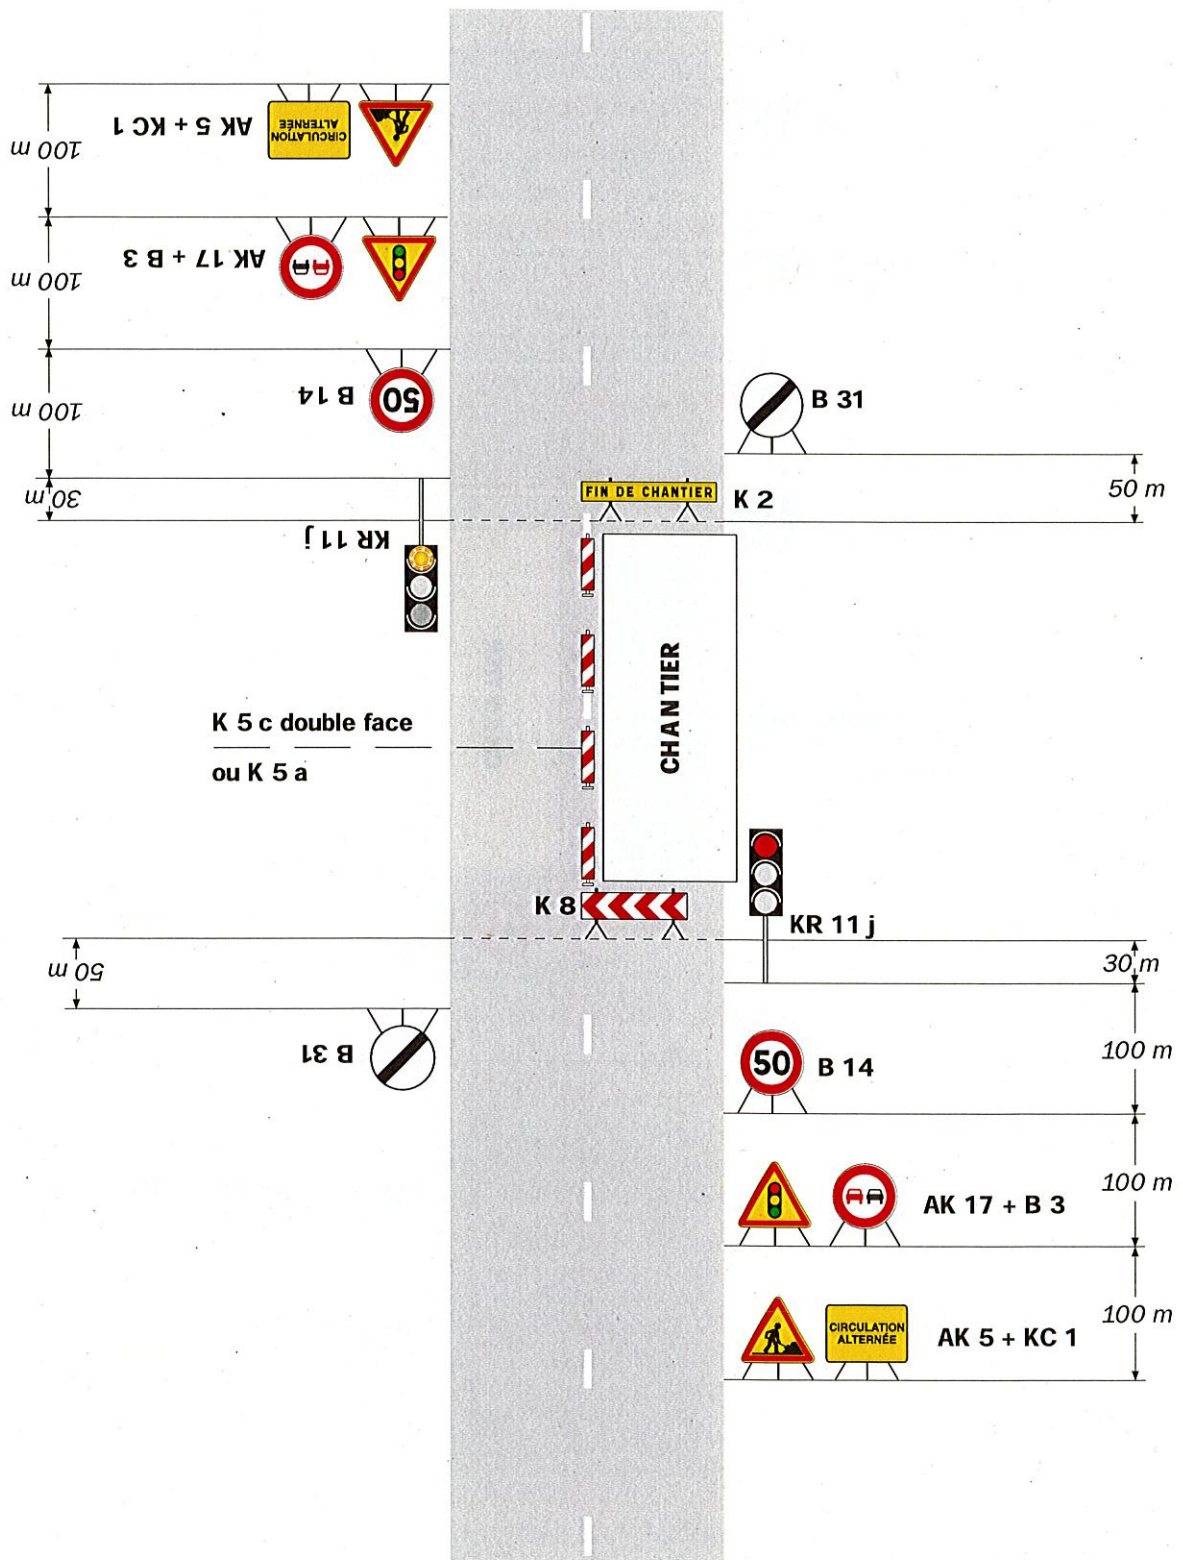 100 m
AK 5 + KC 1
CIRCULATION
ALTERNÉE
100 m
AK 17 + B 3
100 m
B 14
50
B 31
30 m
KR 11 j
FIN DE CHANTIER
K 2
50 m
CHANTIER
K 5 c double face
ou K 5 a
K 8
KR 11 j
50 m
30 m
B 31
50
B 14
100 m
AK 17 + B 3
100 m
CIRCULATION
ALTERNÉE
AK 5 + KC 1
100 m